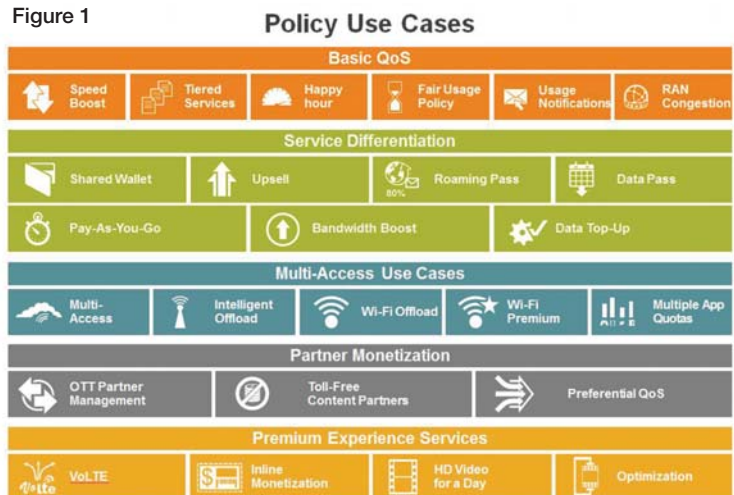 Figure 1
Policy Use Cases
Basic QoS
Speed
Boost
Tiered
Services
Happy
hour
Fair Usage
Policy
Usage
Notifications
RAN
Congestion
Service Differentiation
Shared Wallet
Upsell
80%
Roaming Pass
Data Pass
Pay-As-You-Go
Bandwidth Boost
Data Top-Up
Multi-Access Use Cases
Multi-
Access
Intelligent
Offload
Wi-Fi Offload
Wi-Fi
Premium
Multiple App
Quotas
Partner Monetization
OTT Partner
Management
Toll-Free
Content Partners
Preferential QoS
Premium Experience Services
VoLTE
VoLTE
Inline
Monetization
HD Video
for a Day
Optimization